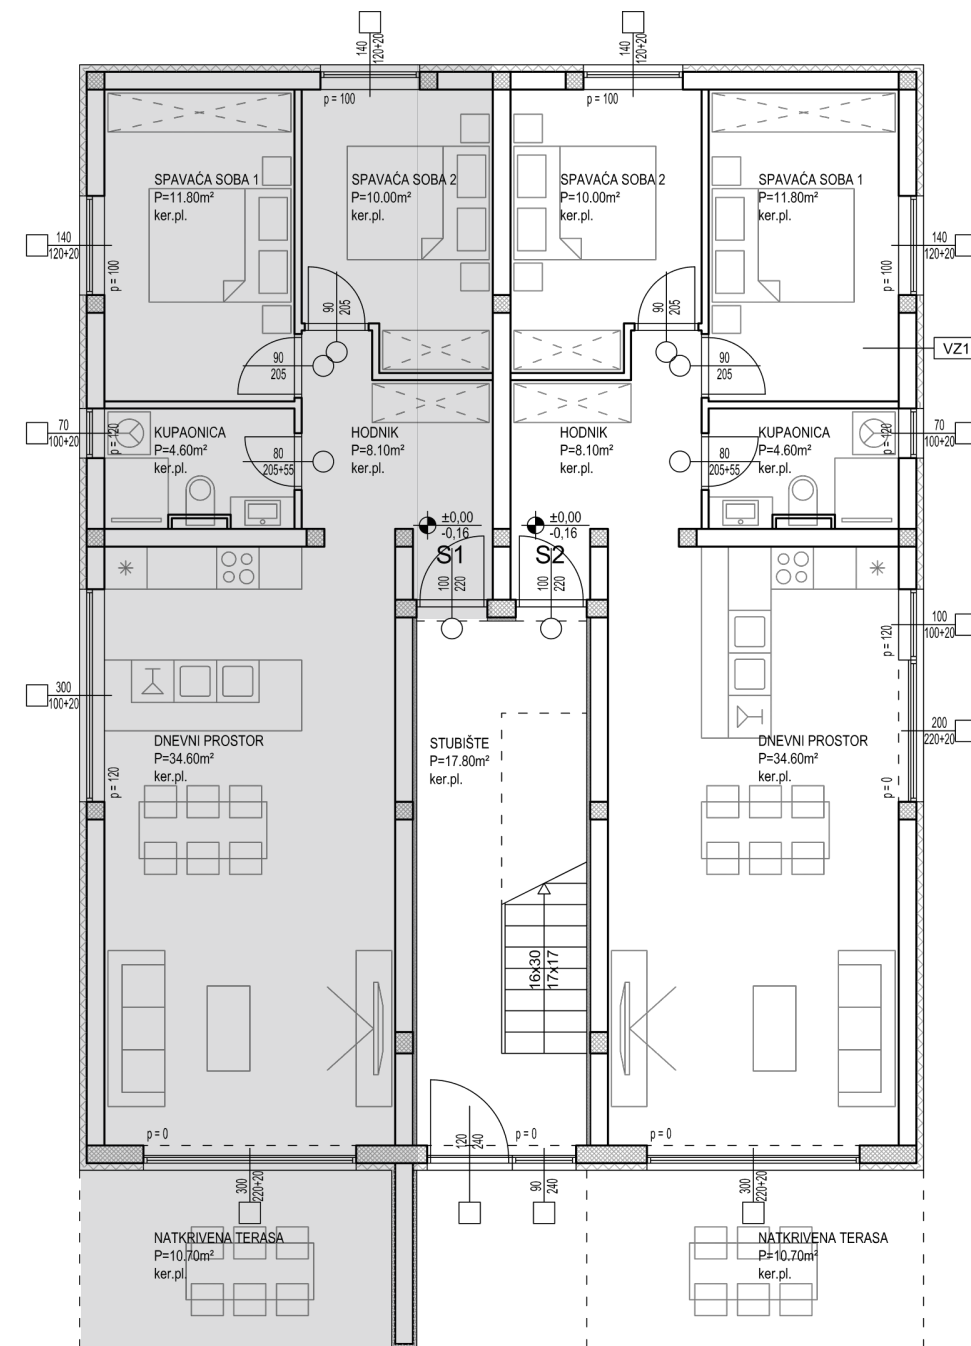 140
120+20
140
120+20
p = 100
p = 100
SPAVAĆA SOBA 1
P=11.80m²
ker.pl.
SPAVAĆA SOBA 2
P=10.00m²
ker.pl.
SPAVAĆA SOBA 2
P=10.00m²
ker.pl.
SPAVAĆA SOBA 1
P=11.80m²
ker.pl.
140
120+20
p = 100
140
120+20
p = 100
90
205
90
205
90
205
90
205
VZ1
70
100+20
p = 120
KUPAONICA
P=4.60m²
ker.pl.
80
205+55
HODNIK
P=8.10m²
ker.pl.
HODNIK
P=8.10m²
ker.pl.
80
205+55
KUPAONICA
P=4.60m²
ker.pl.
p = 120
70
100+20
±0,00
-0,16
S1
±0,00
-0,16
S2
100
220
100
220
100
100+20
p = 120
300
100+20
p = 120
DNEVNI PROSTOR
P=34.60m²
ker.pl.
STUBIŠTE
P=17.80m²
ker.pl.
DNEVNI PROSTOR
P=34.60m²
ker.pl.
200
220+20
p = 0
16x30
17x17
p = 0
120
240
p = 0
p = 0
300
220+20
90
240
300
220+20
NATKRIVENA TERASA
P=10.70m²
ker.pl.
NATKRIVENA TERASA
P=10.70m²
ker.pl.